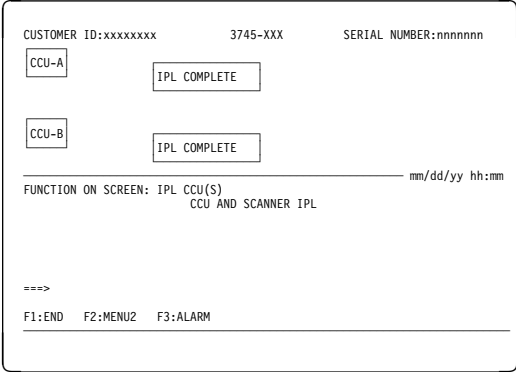 CUSTOMER ID:xxxxxxxx 3745-XXX SERIAL NUMBER:nnnnnnn
CCU-A
IPL COMPLETE
CCU-B
IPL COMPLETE
mm/dd/yy hh:mm
FUNCTION ON SCREEN: IPL CCU(S)
CCU AND SCANNER IPL
===>
F1:END F2:MENU2 F3:ALARM